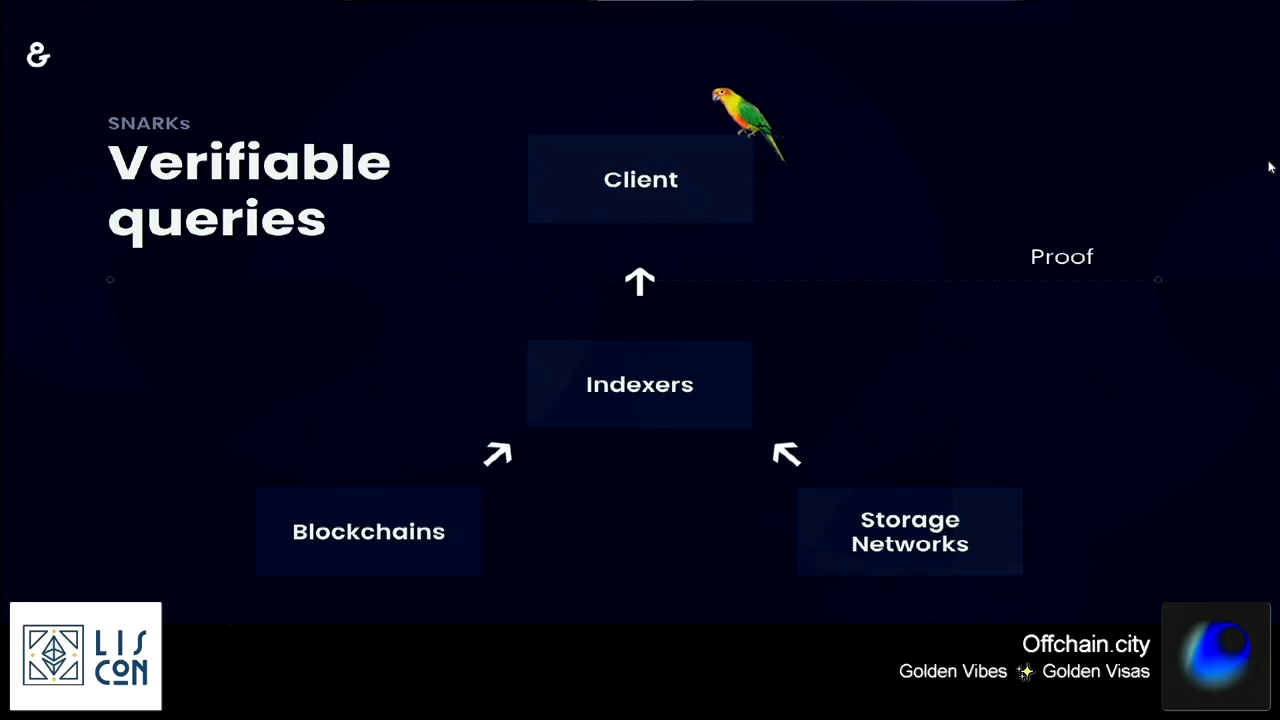 &
SNARKs
Verifiable
queries
Client
Proof
Indexers
Blockchains
Storage
Networks
LIS
CON
Offchain.city
Golden Vibes ✨ Golden Visas